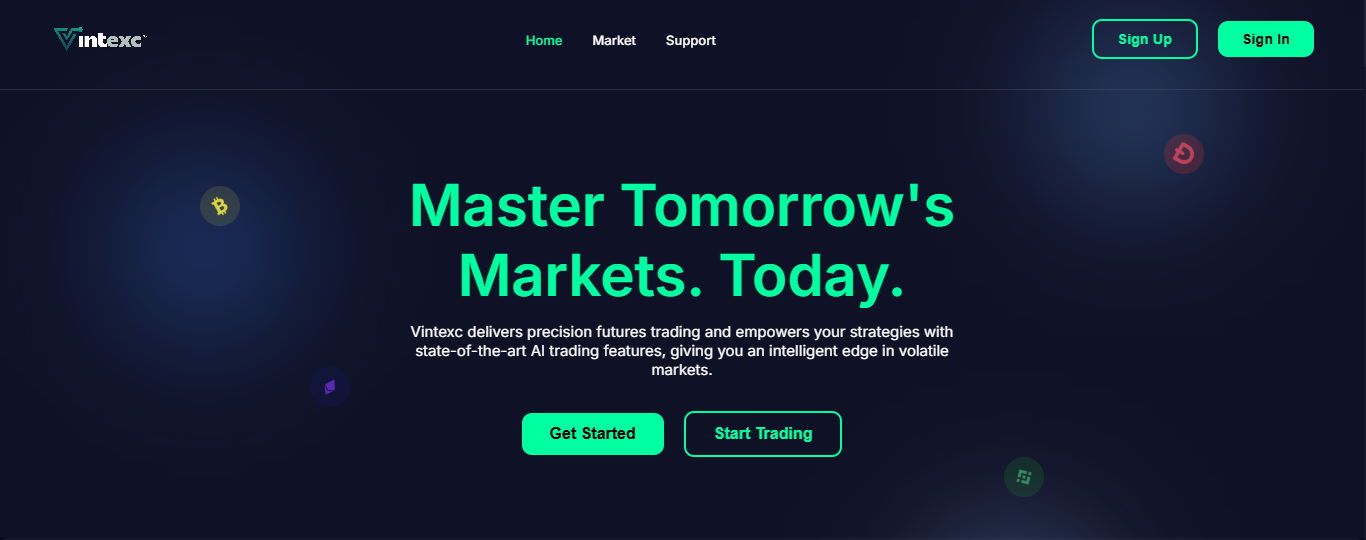 Vintexc
Home
Market
Support
Sign Up
Sign In
Master Tomorrow's
Markets. Today.
Vintexc delivers precision futures trading and empowers your strategies with
state-of-the-art AI trading features, giving you an intelligent edge in volatile
markets.
Get Started
Start Trading